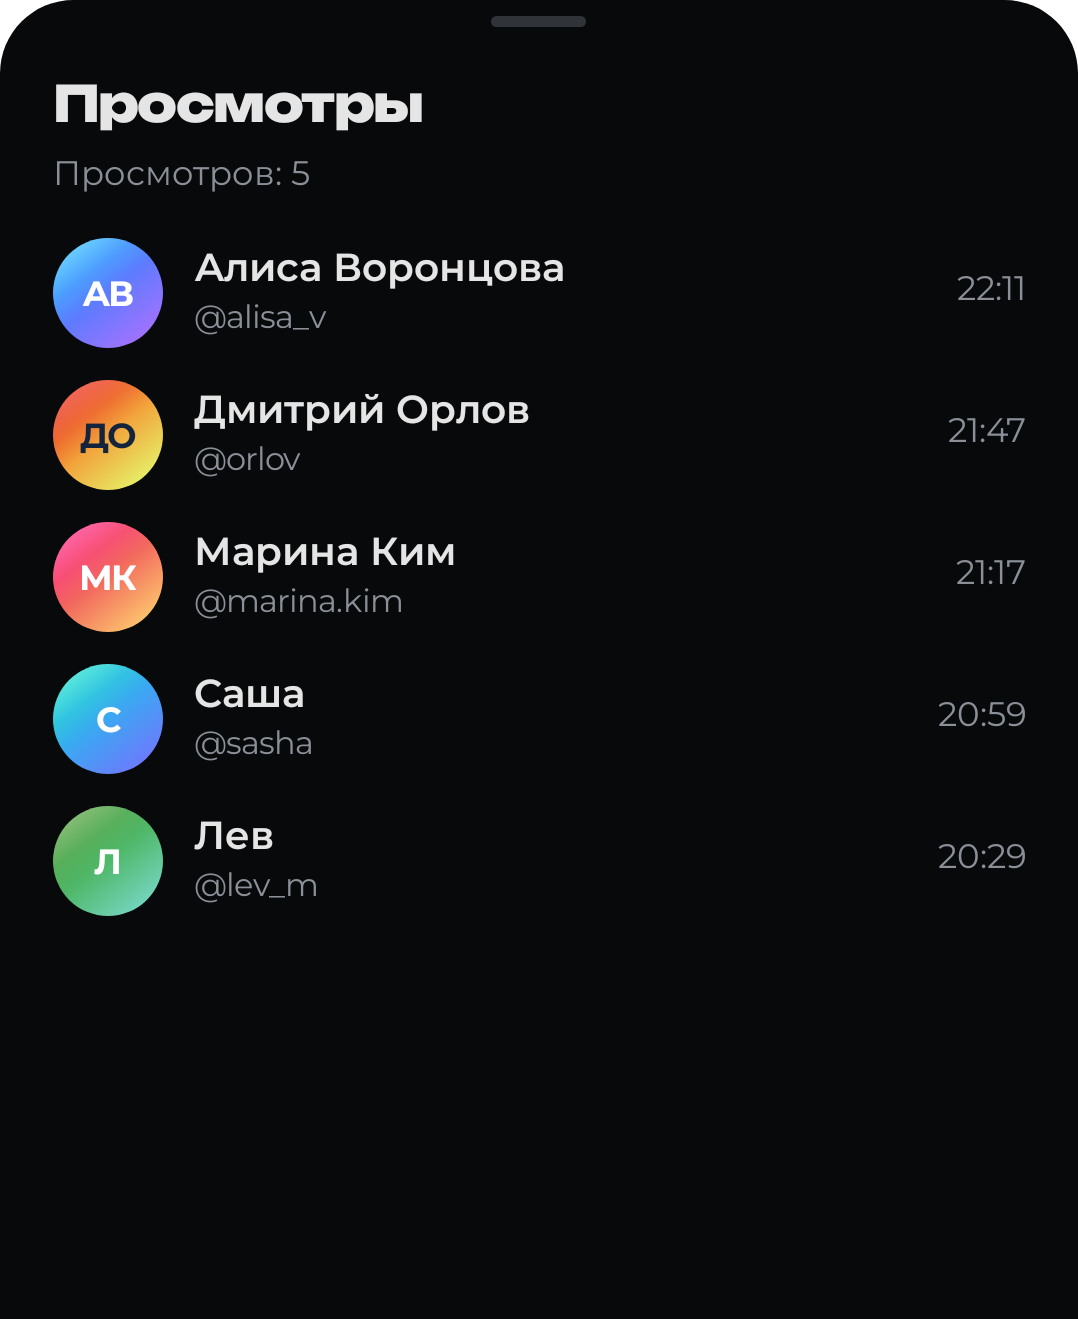 Просмотры
Просмотров: 5
АВ
Алиса Воронцова
@alisa_v
22:11
ДО
Дмитрий Орлов
@orlov
21:47
МК
Марина Ким
@marina.kim
21:17
С
Саша
@sasha
20:59
Л
Лев
@lev_m
20:29